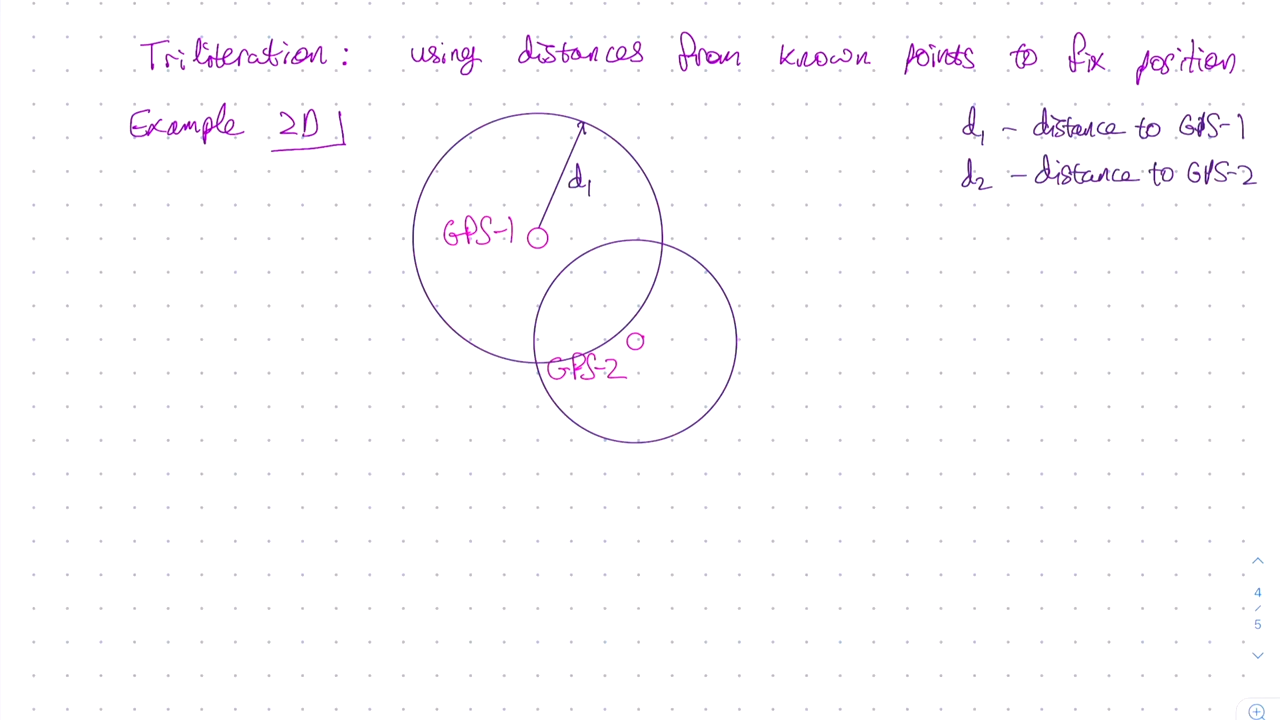 Triliteration: using distances from known points to fix position
Example 2D
d1 - distance to GPS-1
d2 - distance to GPS-2
d1
GPS-1
GPS-2
4
/
5